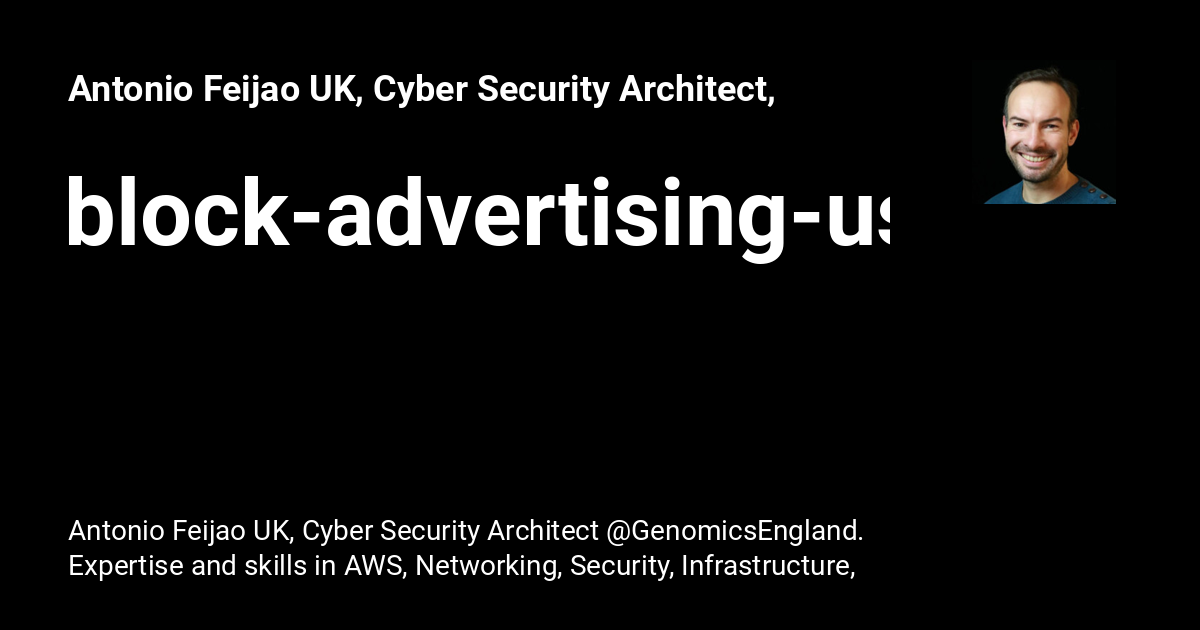 Antonio Feijao UK, Cyber Security Architect,
block-advertising-us
Antonio Feijao UK, Cyber Security Architect @GenomicsEngland.
Expertise and skills in AWS, Networking, Security, Infrastructure,